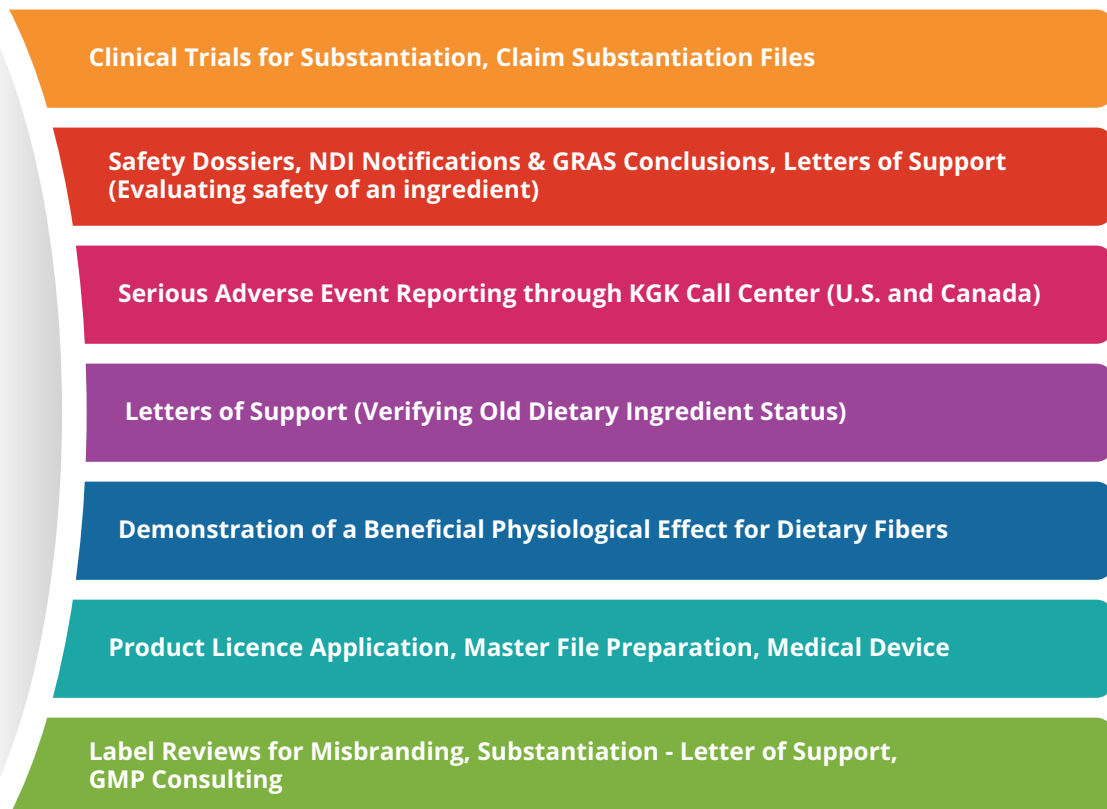 Clinical Trials for Substantiation, Claim Substantiation Files
Safety Dossiers, NDI Notifications & GRAS Conclusions, Letters of Support
(Evaluating safety of an ingredient)
Serious Adverse Event Reporting through KGK Call Center (U.S. and Canada)
Letters of Support (Verifying Old Dietary Ingredient Status)
Demonstration of a Beneficial Physiological Effect for Dietary Fibers
Product Licence Application, Master File Preparation, Medical Device
Label Reviews for Misbranding, Substantiation - Letter of Support,
GMP Consulting